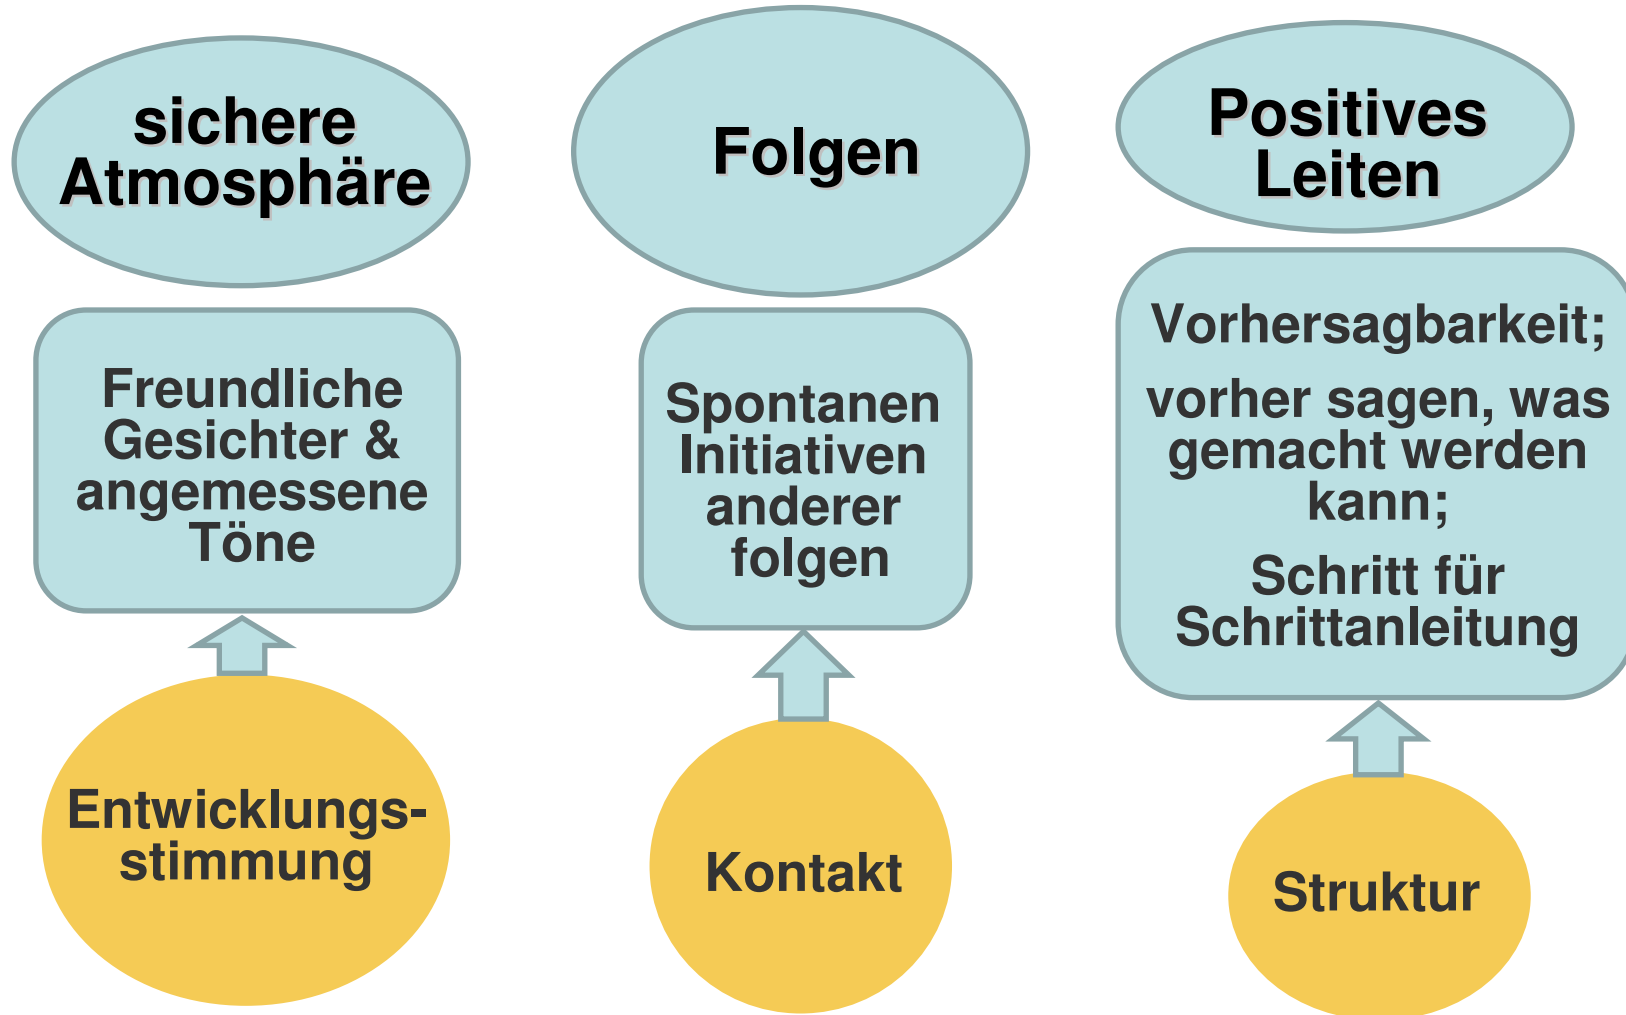 sichere
Atmosphäre
Freundliche
Gesichter &
angemessene
Töne
Entwicklungs-
stimmung
Folgen
Spontanen
Initiativen
anderer
folgen
Kontakt
Positives
Leiten
Vorhersagbarkeit;
vorher sagen, was
gemacht werden
kann;
Schritt für
Schrittanleitung
Struktur